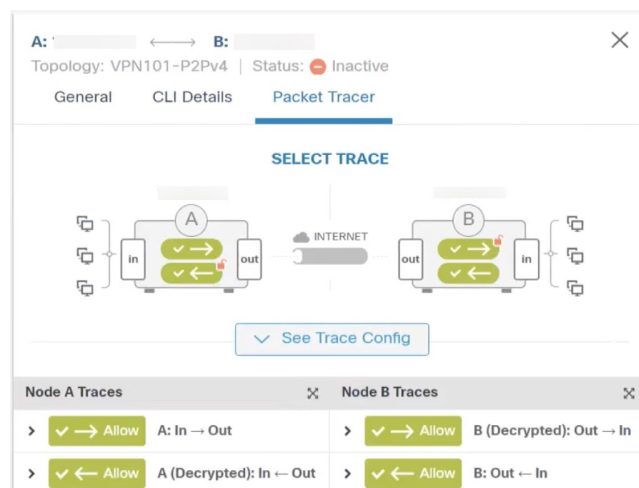 A: B:
Topology: VPN101-P2Pv4 | Status: Inactive
General CLI Details Packet Tracer
SELECT TRACE
A B
INTERNET
in out out in
See Trace Config
Node A Traces Node B Traces
Allow A: In → Out Allow B (Decrypted): Out → In
Allow A (Decrypted): In ← Out Allow B: Out ← In